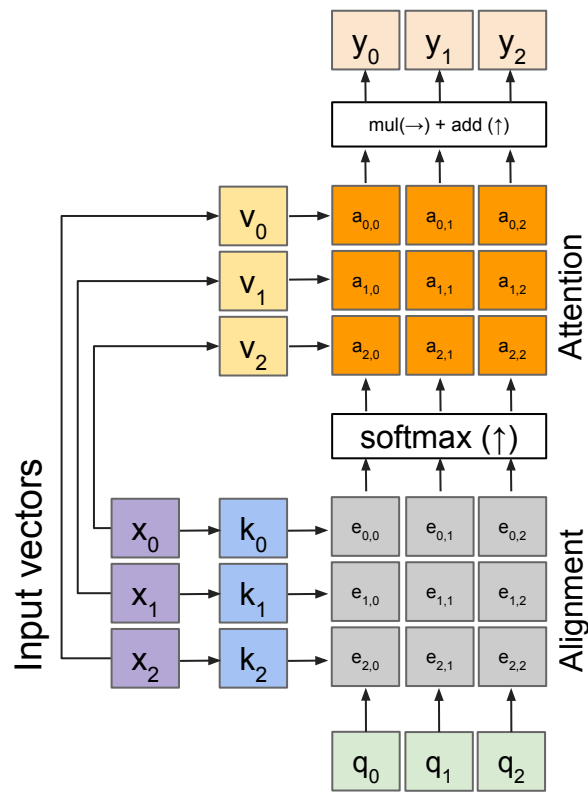 y0 y1 y2
mul(→) + add (↑)
v0 a0,0 a0,1 a0,2
v1 a1,0 a1,1 a1,2
v2 a2,0 a2,1 a2,2
Attention
softmax (↑)
Input vectors
x0 k0 e0,0 e0,1 e0,2
x1 k1 e1,0 e1,1 e1,2
x2 k2 e2,0 e2,1 e2,2
Alignment
q0 q1 q2